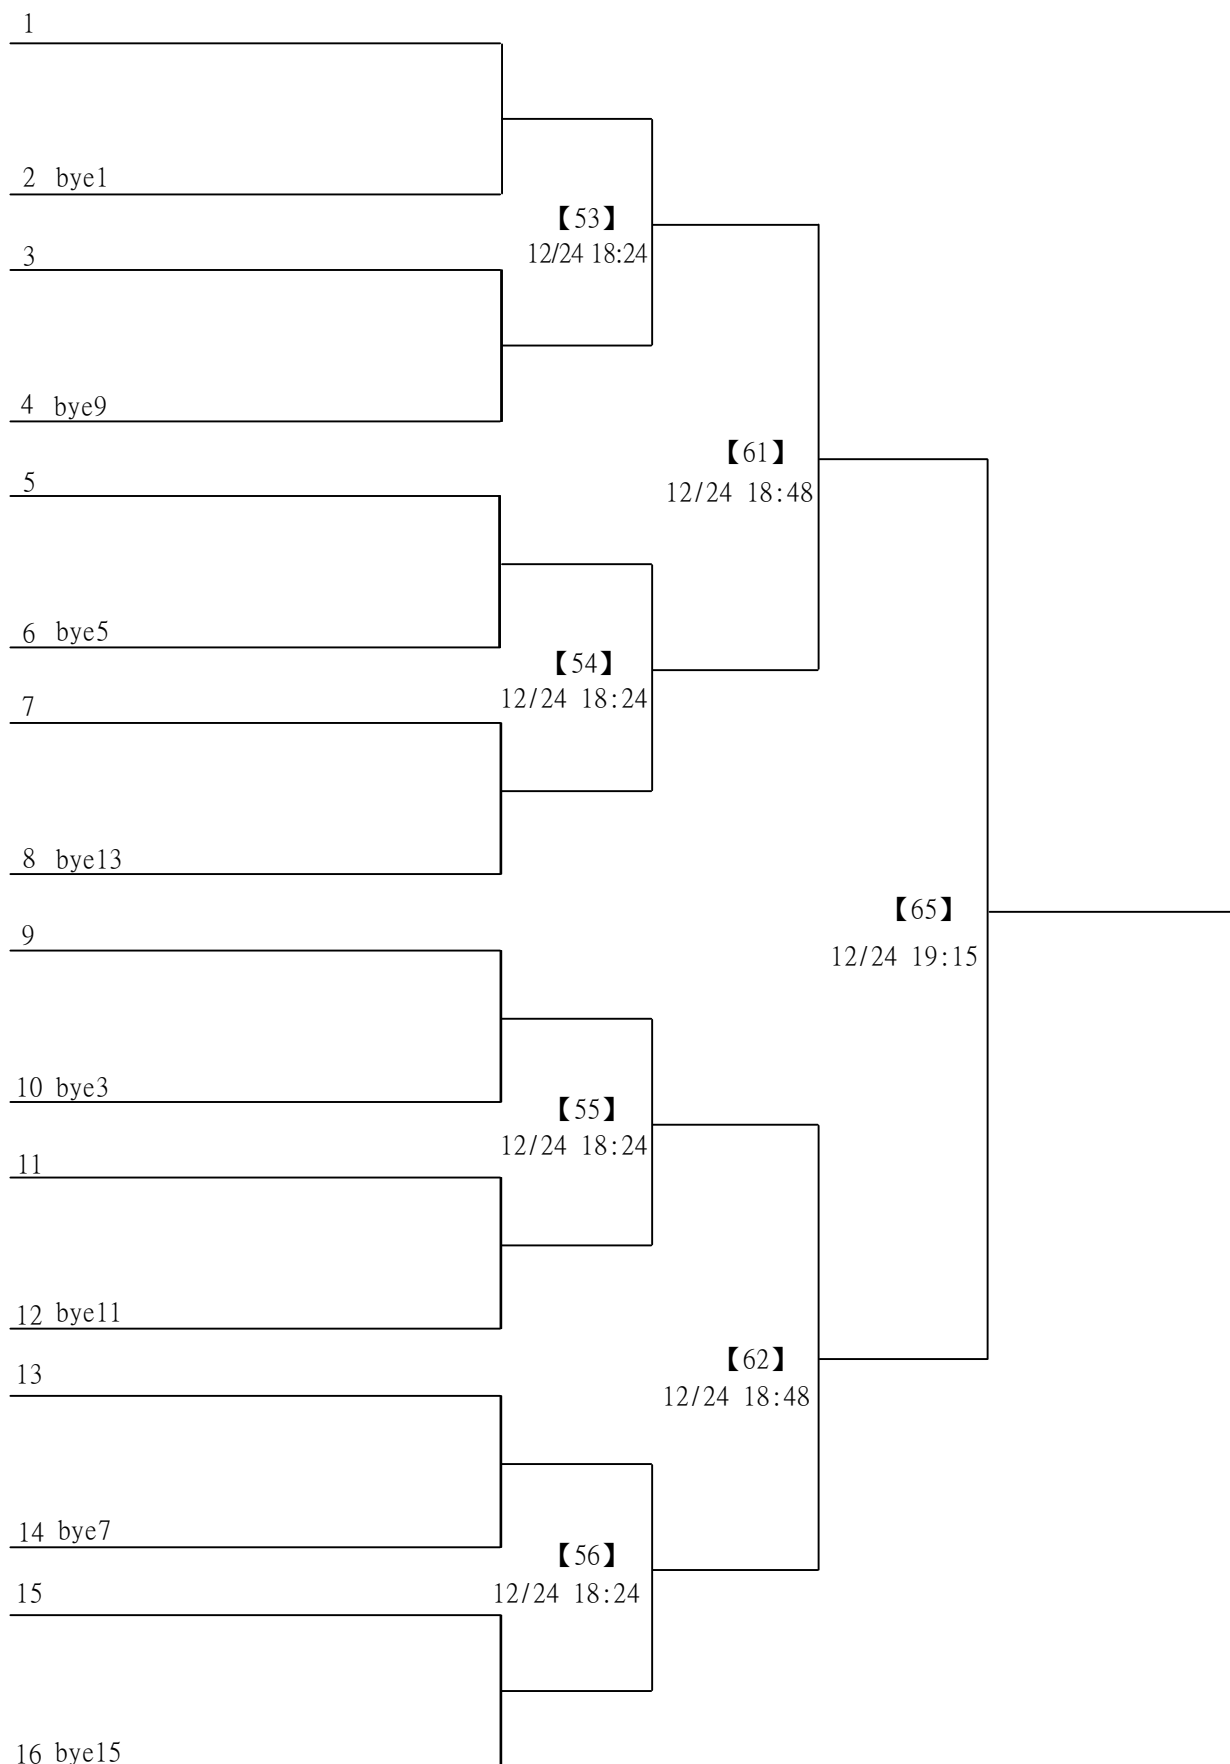 1
2 bye1
【53】
12/24 18:24
3
4 bye9
【61】
12/24 18:48
5
6 bye5
【54】
12/24 18:24
7
8 bye13
【65】
12/24 19:15
9
10 bye3
【55】
12/24 18:24
11
12 bye11
【62】
12/24 18:48
13
14 bye7
【56】
12/24 18:24
15
16 bye15